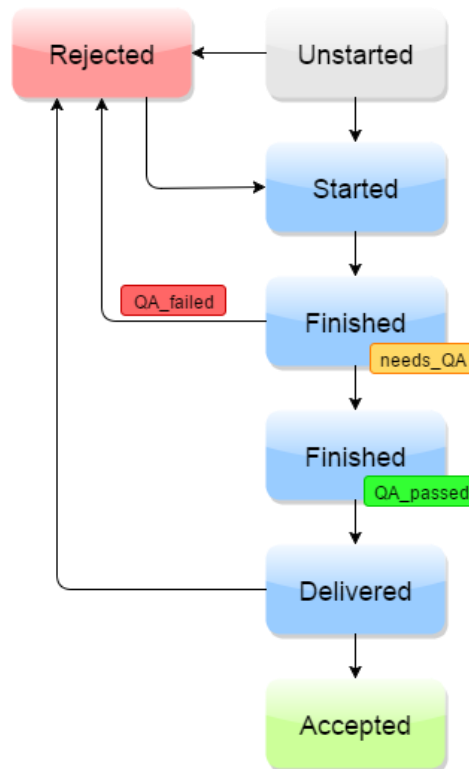 Rejected
Unstarted
Started
QA_failed
Finished
needs_QA
Finished
QA_passed
Delivered
Accepted